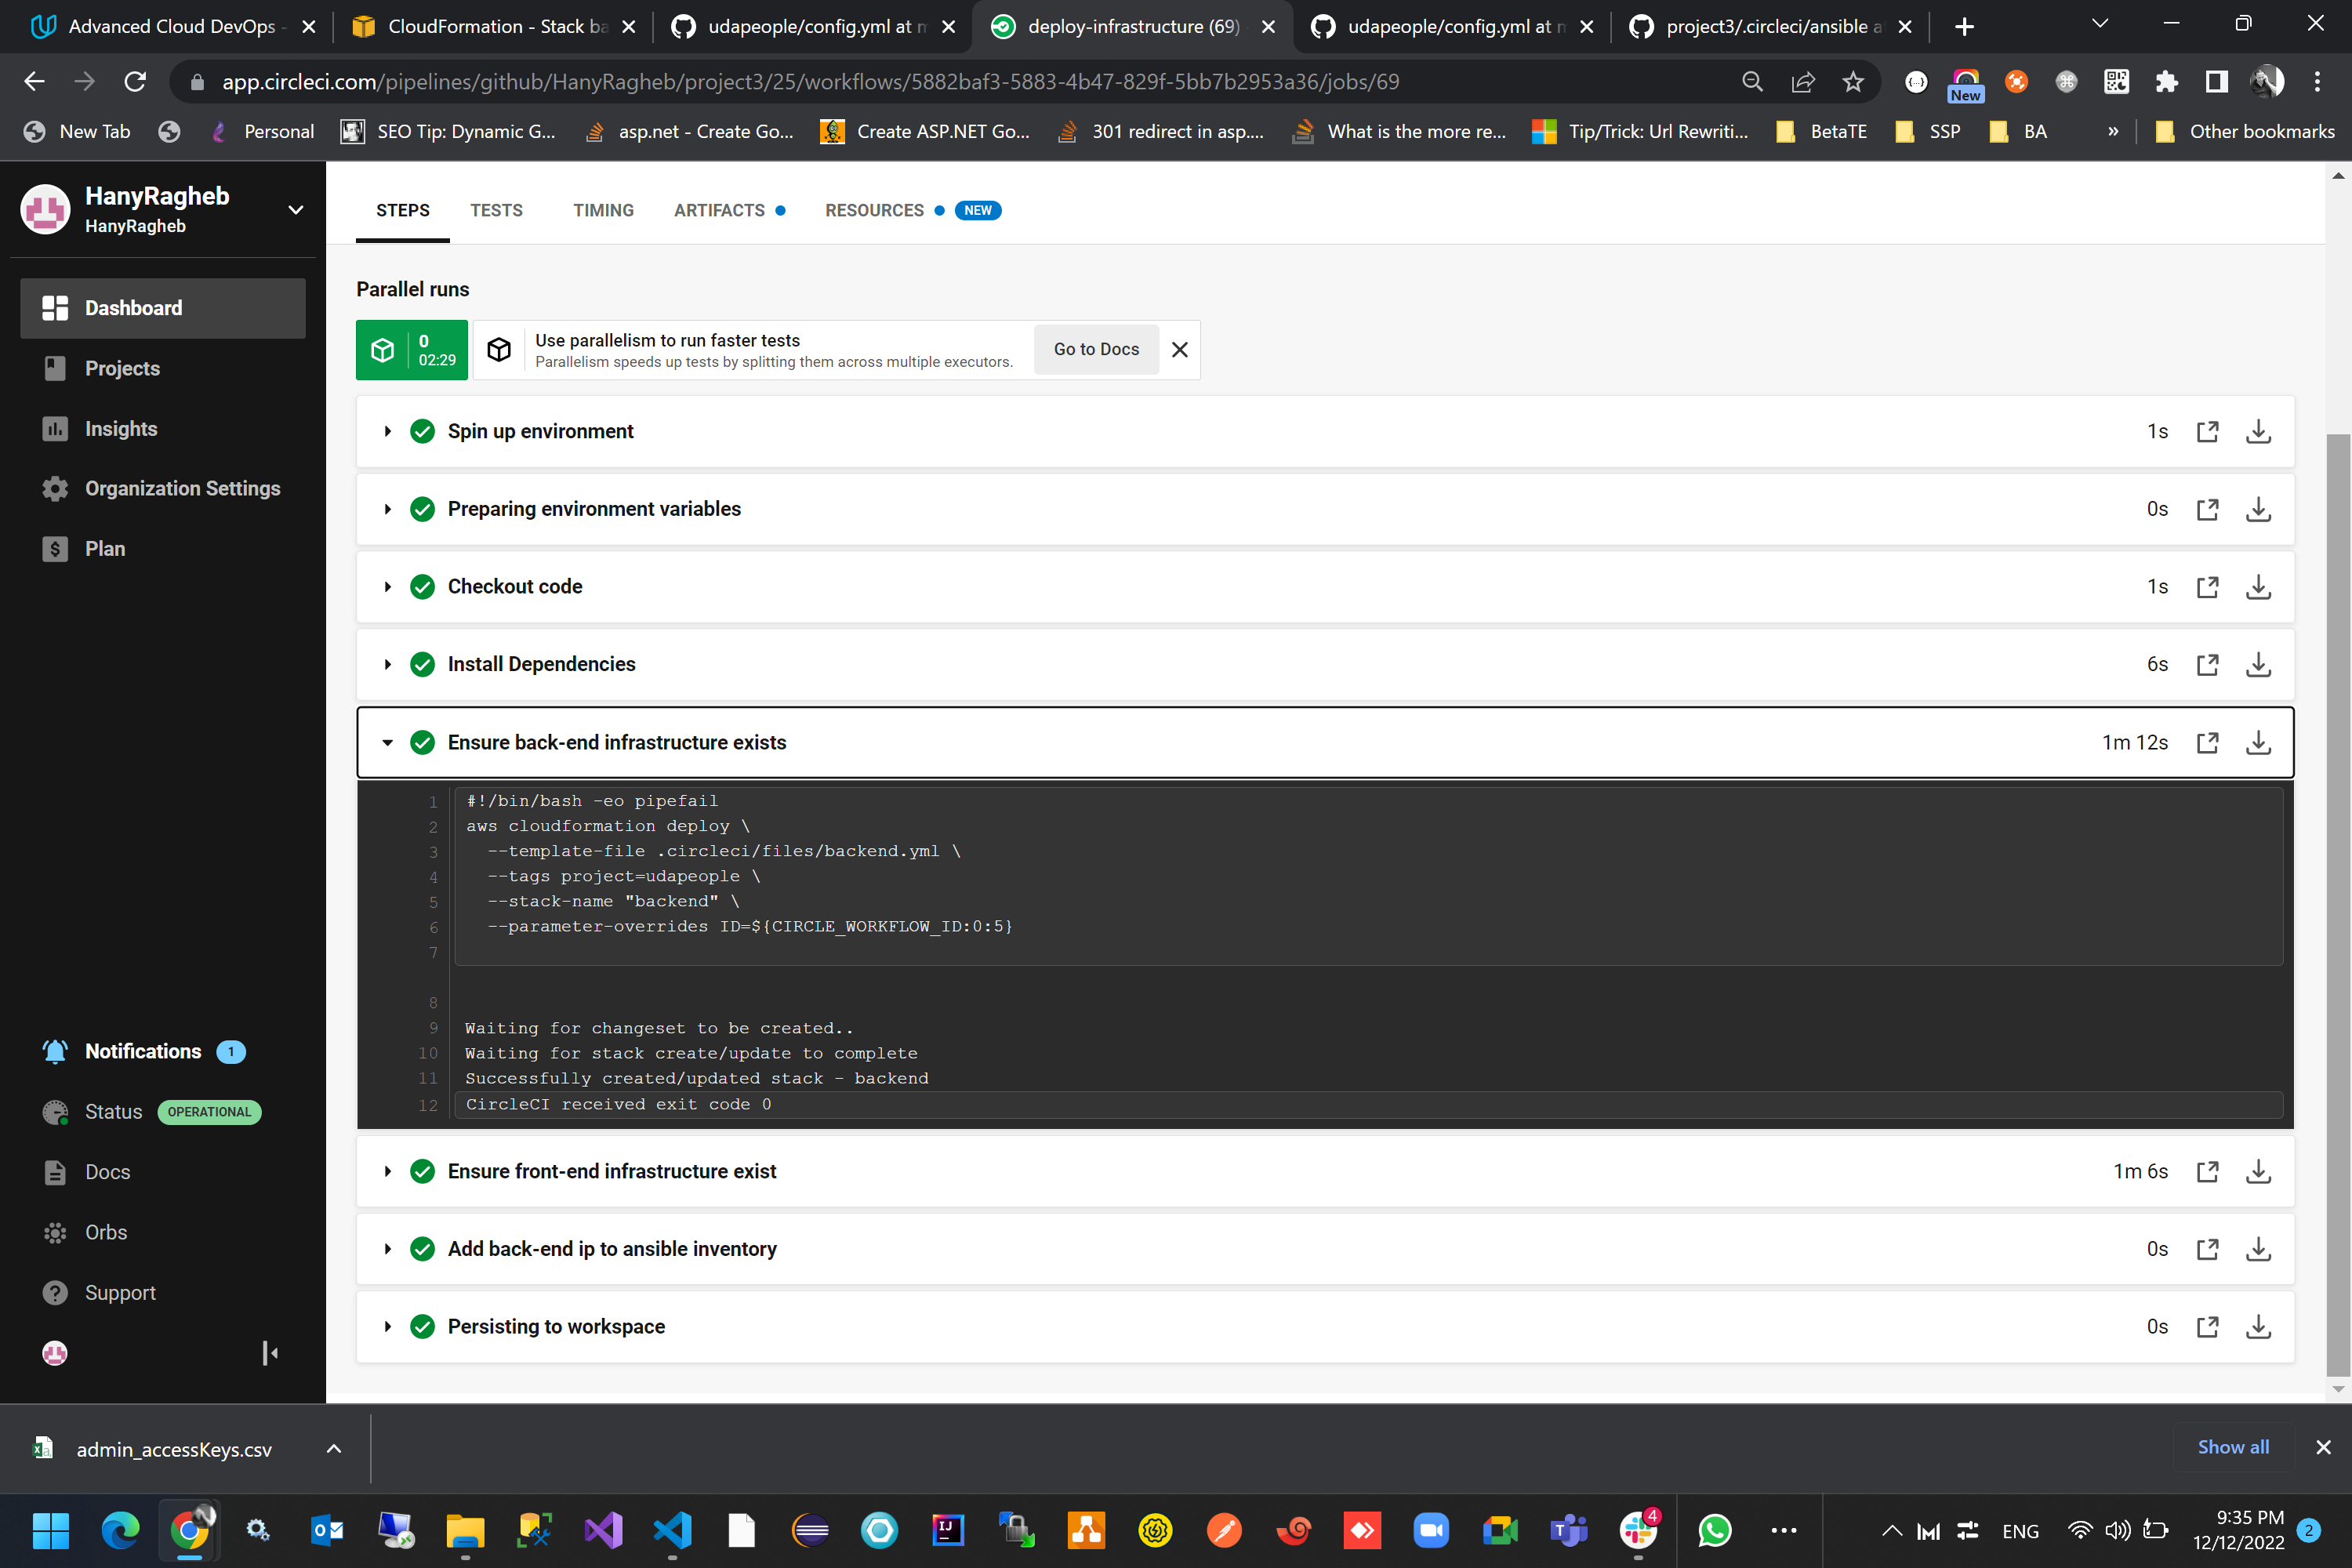 Advanced Cloud DevOps -
CloudFormation - Stack ba
udapeople/config.yml at m
deploy-infrastructure (69)
udapeople/config.yml at m
project3/.circleci/ansible a
app.circleci.com/pipelines/github/HanyRagheb/project3/25/workflows/5882baf3-5883-4b47-829f-5bb7b2953a36/jobs/69
New
New Tab
Personal
SEO Tip: Dynamic G...
asp.net - Create Go...
Create ASP.NET Go...
301 redirect in asp....
What is the more re...
Tip/Trick: Url Rewriti...
BetaTE
SSP
BA
»
Other bookmarks
HanyRagheb
HanyRagheb
Dashboard
Projects
Insights
Organization Settings
Plan
Notifications 1
Status OPERATIONAL
Docs
Orbs
Support
STEPS
TESTS
TIMING
ARTIFACTS
RESOURCES
NEW
Parallel runs
0
02:29
Use parallelism to run faster tests
Parallelism speeds up tests by splitting them across multiple executors.
Go to Docs
Spin up environment 1s
Preparing environment variables 0s
Checkout code 1s
Install Dependencies 6s
Ensure back-end infrastructure exists 1m 12s
1 #!/bin/bash -eo pipefail
2 aws cloudformation deploy \
3 --template-file .circleci/files/backend.yml \
4 --tags project=udapeople \
5 --stack-name "backend" \
6 --parameter-overrides ID=${CIRCLE_WORKFLOW_ID:0:5}
7
8
9 Waiting for changeset to be created..
10 Waiting for stack create/update to complete
11 Successfully created/updated stack - backend
12 CircleCI received exit code 0
Ensure front-end infrastructure exist 1m 6s
Add back-end ip to ansible inventory 0s
Persisting to workspace 0s
admin_accessKeys.csv
Show all
4
ENG
9:35 PM
12/12/2022
2